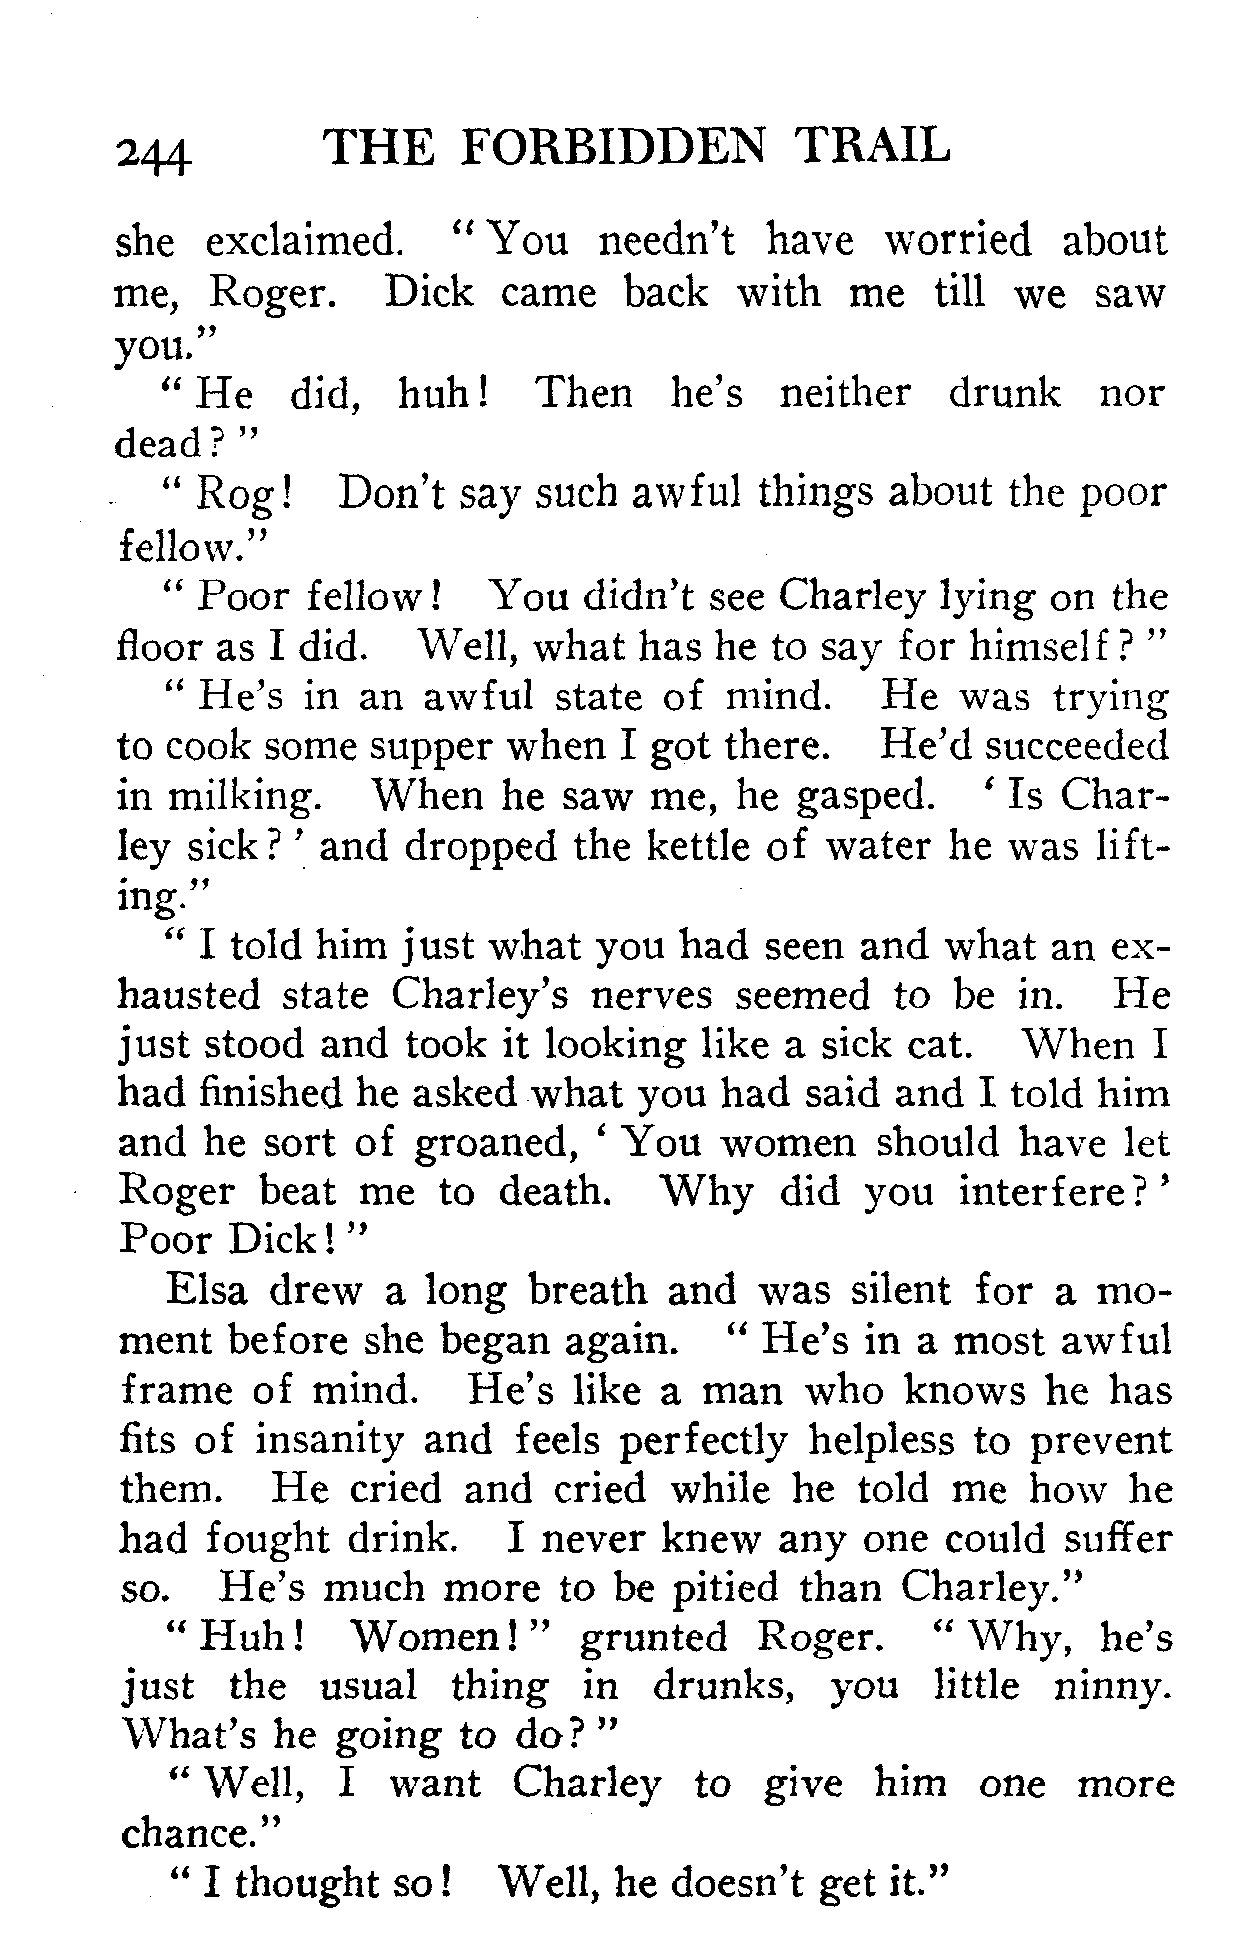 244 THE FORBIDDEN TRAIL
she exclaimed. "You needn't have worried about
me, Roger. Dick came back with me till we saw
you."
"He did, huh! Then he's neither drunk nor
dead?"
"Rog! Don't say such awful things about the poor
fellow."
"Poor fellow! You didn't see Charley lying on the
floor as I did. Well, what has he to say for himself?"
"He's in an awful state of mind. He was trying
to cook some supper when I got there. He'd succeeded
in milking. When he saw me, he gasped. 'Is Char-
ley sick?' and dropped the kettle of water he was lift-
ing."
"I told him just what you had seen and what an ex-
hausted state Charley's nerves seemed to be in. He
just stood and took it looking like a sick cat. When I
had finished he asked what you had said and I told him
and he sort of groaned, 'You women should have let
Roger beat me to death. Why did you interfere?'
Poor Dick!"
Elsa drew a long breath and was silent for a mo-
ment before she began again. "He's in a most awful
frame of mind. He's like a man who knows he has
fits of insanity and feels perfectly helpless to prevent
them. He cried and cried while he told me how he
had fought drink. I never knew any one could suffer
so. He's much more to be pitied than Charley."
"Huh! Women!" grunted Roger. "Why, he's
just the usual thing in drunks, you little ninny.
What's he going to do?"
"Well, I want Charley to give him one more
chance."
"I thought so! Well, he doesn't get it."